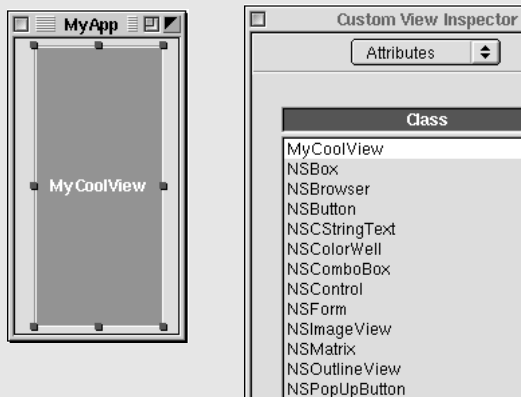 MyApp
MyCoolView
Custom View Inspector
Attributes
Class
MyCoolView
NSBox
NSBrowser
NSButton
NSCStringText
NSColorWell
NSComboBox
NSControl
NSForm
NSImageView
NSMatrix
NSOutlineView
NSPopUpButton